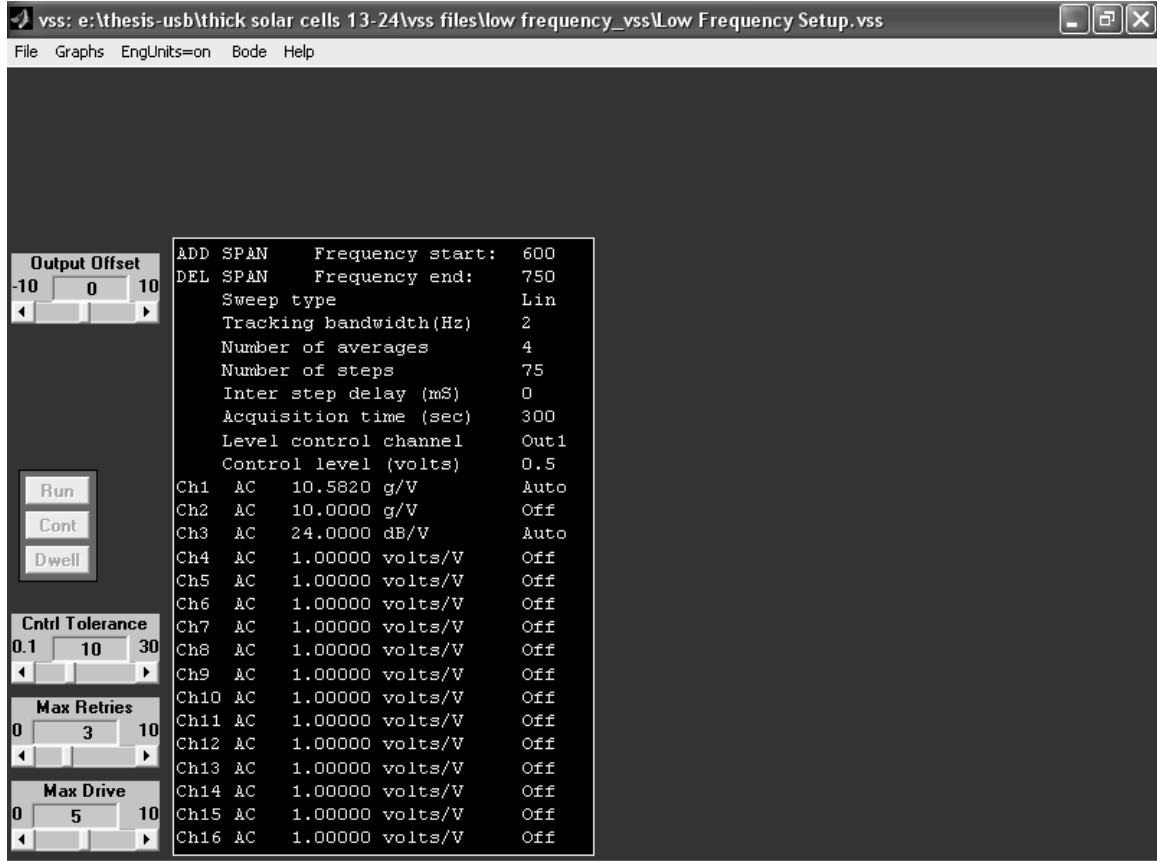 vss: e:\thesis-usb\thick solar cells 13-24\vss files\low frequency_vss\Low Frequency Setup.vss
File Graphs EngUnits=on Bode Help
Output Offset
-10 0 10
ADD SPAN Frequency start: 600
DEL SPAN Frequency end: 750
Sweep type Lin
Tracking bandwidth(Hz) 2
Number of averages 4
Number of steps 75
Inter step delay (mS) 0
Acquisition time (sec) 300
Level control channel Out1
Control level (volts) 0.5
Ch1 AC 10.5820 g/V Auto
Ch2 AC 10.0000 g/V Off
Ch3 AC 24.0000 dB/V Auto
Ch4 AC 1.00000 volts/V Off
Ch5 AC 1.00000 volts/V Off
Ch6 AC 1.00000 volts/V Off
Ch7 AC 1.00000 volts/V Off
Ch8 AC 1.00000 volts/V Off
Ch9 AC 1.00000 volts/V Off
Ch10 AC 1.00000 volts/V Off
Ch11 AC 1.00000 volts/V Off
Ch12 AC 1.00000 volts/V Off
Ch13 AC 1.00000 volts/V Off
Ch14 AC 1.00000 volts/V Off
Ch15 AC 1.00000 volts/V Off
Ch16 AC 1.00000 volts/V Off
Run
Cont
Dwell
Cntrl Tolerance
0.1 10 30
Max Retries
0 3 10
Max Drive
0 5 10